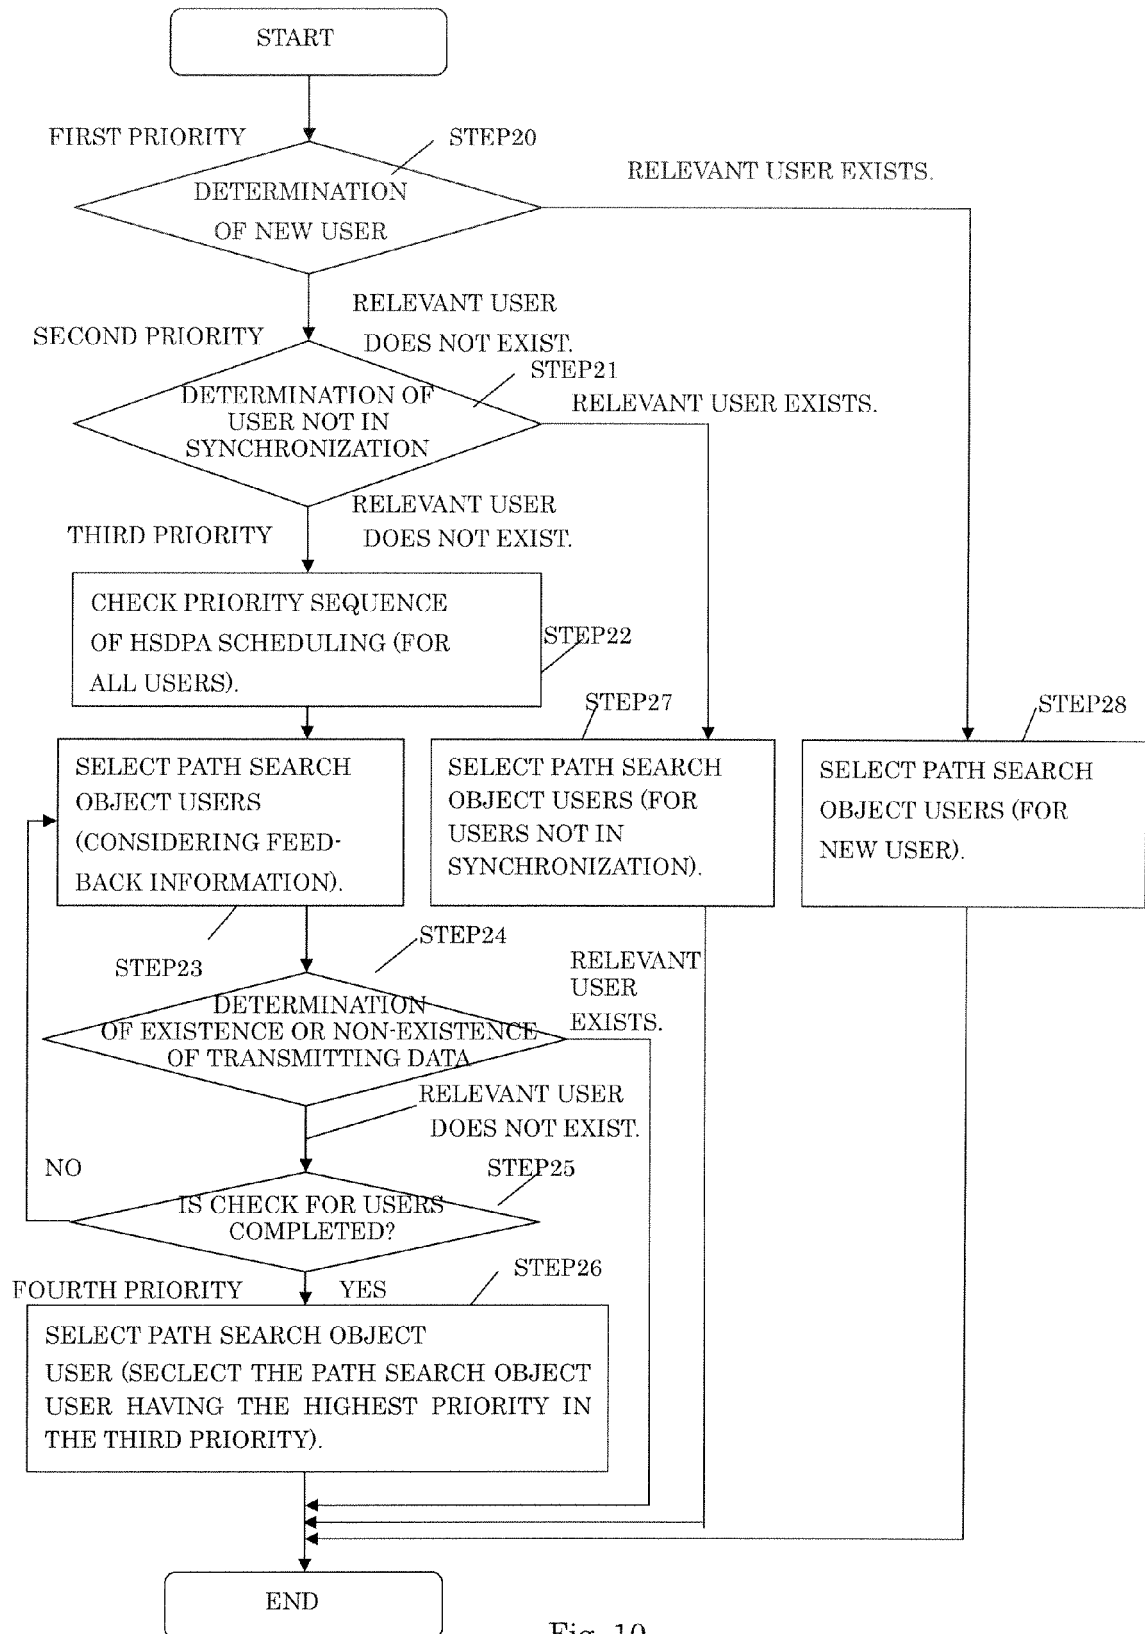 START
FIRST PRIORITY
STEP20
RELEVANT USER EXISTS.
DETERMINATION
OF NEW USER
RELEVANT USER
DOES NOT EXIST.
SECOND PRIORITY
STEP21
DETERMINATION OF
USER NOT IN
SYNCHRONIZATION
RELEVANT USER EXISTS.
RELEVANT USER
DOES NOT EXIST.
THIRD PRIORITY
CHECK PRIORITY SEQUENCE
OF HSDPA SCHEDULING (FOR
ALL USERS).
STEP22
STEP27
STEP28
SELECT PATH SEARCH
OBJECT USERS
(CONSIDERING FEED-
BACK INFORMATION).
SELECT PATH SEARCH
OBJECT USERS (FOR
USERS NOT IN
SYNCHRONIZATION).
SELECT PATH SEARCH
OBJECT USERS (FOR
NEW USER).
STEP23
STEP24
RELEVANT
USER
EXISTS.
DETERMINATION
OF EXISTENCE OR NON-EXISTENCE
OF TRANSMITTING DATA
RELEVANT USER
DOES NOT EXIST.
NO
STEP25
IS CHECK FOR USERS
COMPLETED?
STEP26
FOURTH PRIORITY
YES
SELECT PATH SEARCH OBJECT
USER (SECLECT THE PATH SEARCH OBJECT
USER HAVING THE HIGHEST PRIORITY IN
THE THIRD PRIORITY).
END
Fig. 10